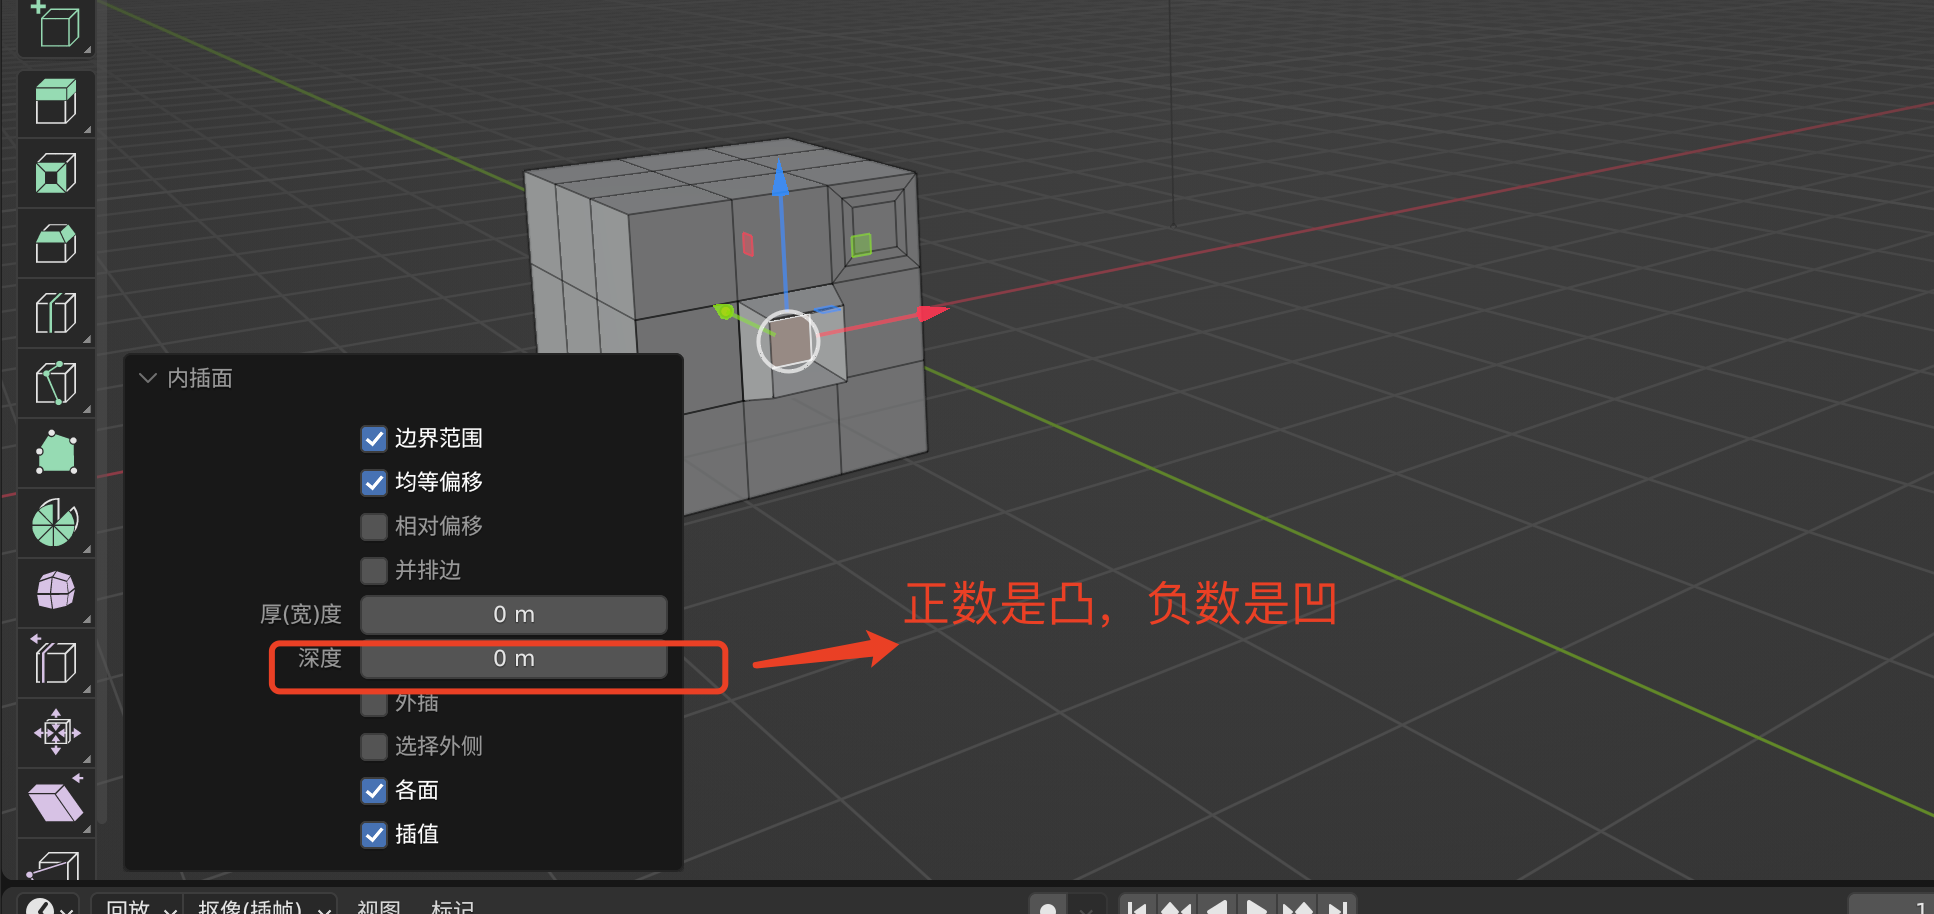 内插面
边界范围
均等偏移
相对偏移
并排边
厚(宽)度 0 m
深度 0 m
正数是凸，负数是凹
外插
选择外侧
各面
插值
回放 抠像(插帧) 视图 标记
1